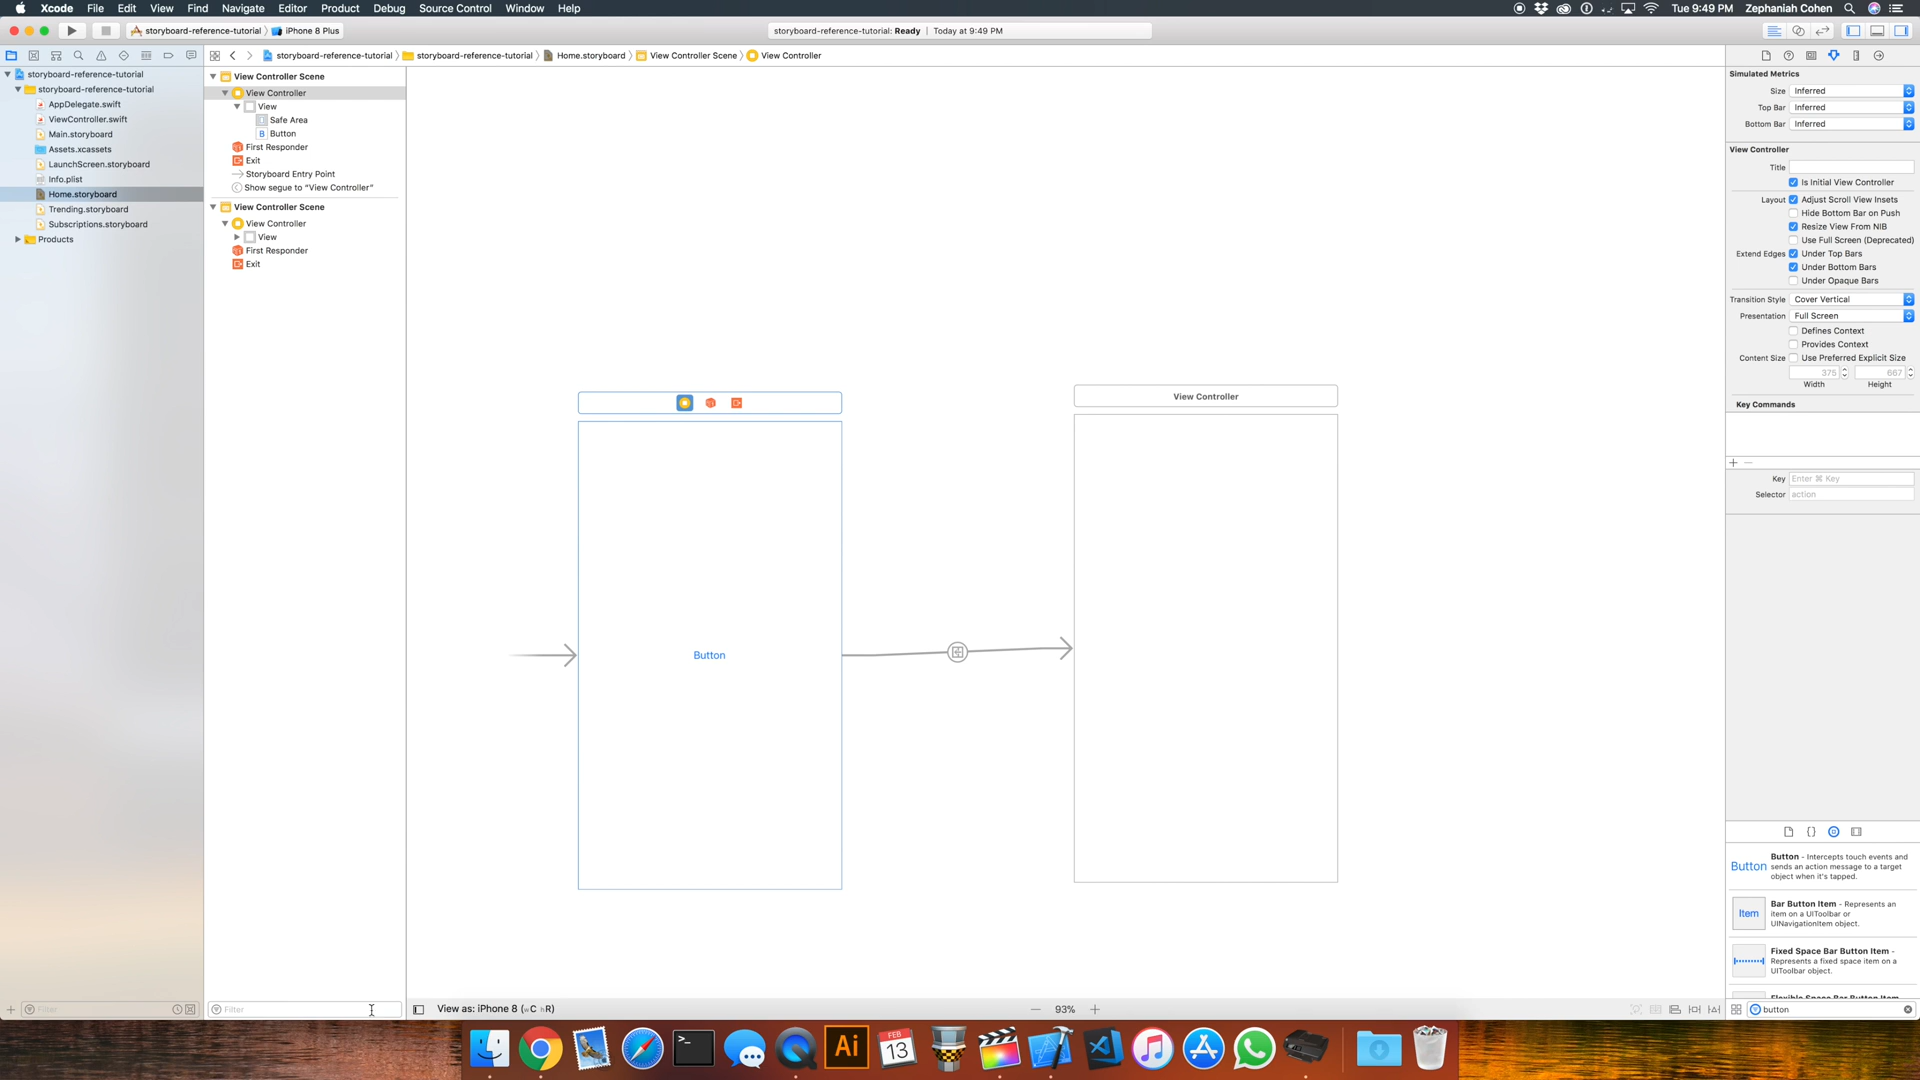 Xcode File Edit View Find Navigate Editor Product Debug Source Control Window Help
Tue 9:49 PM Zephaniah Cohen
storyboard-reference-tutorial iPhone 8 Plus
storyboard-reference-tutorial: Ready | Today at 9:49 PM
storyboard-reference-tutorial storyboard-reference-tutorial Home.storyboard View Controller Scene View Controller
storyboard-reference-tutorial
storyboard-reference-tutorial
AppDelegate.swift
ViewController.swift
Main.storyboard
Assets.xcassets
LaunchScreen.storyboard
Info.plist
Home.storyboard
Trending.storyboard
Subscriptions.storyboard
Products
Filter
View Controller Scene
View Controller
View
Safe Area
B Button
First Responder
Exit
Storyboard Entry Point
Show segue to "View Controller"
View Controller Scene
View Controller
View
First Responder
Exit
Filter
Button
View Controller
View as: iPhone 8 (wC hR)
93%
Simulated Metrics
Size Inferred
Top Bar Inferred
Bottom Bar Inferred
View Controller
Title
Is Initial View Controller
Layout Adjust Scroll View Insets
Hide Bottom Bar on Push
Resize View From NIB
Use Full Screen (Deprecated)
Extend Edges Under Top Bars
Under Bottom Bars
Under Opaque Bars
Transition Style Cover Vertical
Presentation Full Screen
Defines Context
Provides Context
Content Size Use Preferred Explicit Size
375 667
Width Height
Key Commands
Key Enter ⌘ Key
Selector action
Button Button - Intercepts touch events and
sends an action message to a target
object when it's tapped.
Item Bar Button Item - Represents an
item on a UIToolbar or
UINavigationItem object.
Fixed Space Bar Button Item -
Represents a fixed space item on a
UIToolbar object.
Flexible Space Bar Button Item
button
Ai
FEB
13